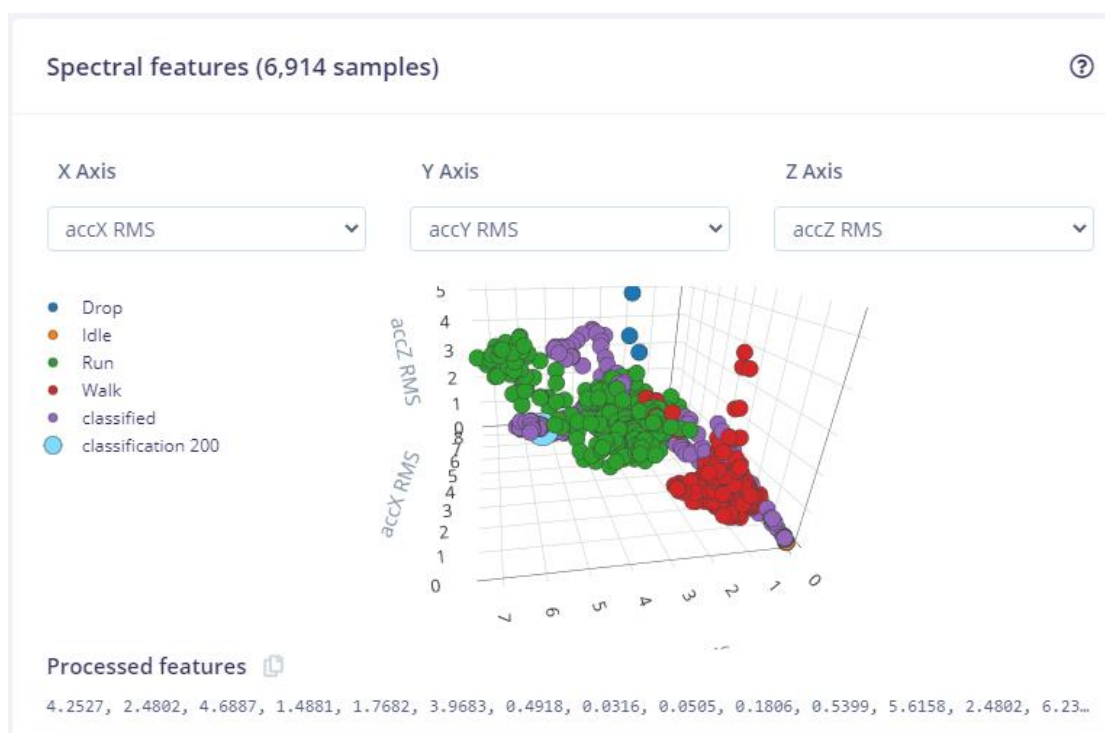 Spectral features (6,914 samples)
X Axis Y Axis Z Axis
accX RMS accY RMS accZ RMS
Drop
Idle
Run
Walk
classified
classification 200
accZ RMS
5
4
3
2
1
0
accX RMS
8
7
6
5
4
3
2
1
0
7 6 5 4 3 2 1 0
Processed features
4.2527, 2.4802, 4.6887, 1.4881, 1.7682, 3.9683, 0.4918, 0.0316, 0.0505, 0.1806, 0.5399, 5.6158, 2.4802, 6.23…